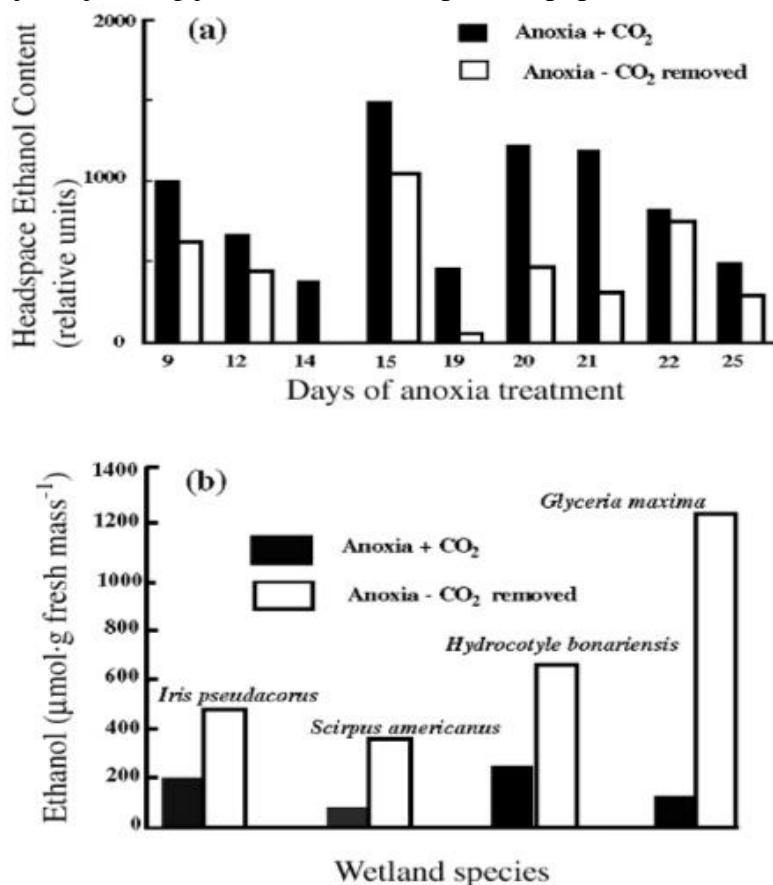 (a)
Anoxia + CO₂
Anoxia - CO₂ removed
Headspace Ethanol Content
(relative units)
2000
1000
0
9 12 14 15 19 20 21 22 25
Days of anoxia treatment
(b)
Ethanol (µmol·g fresh mass⁻¹)
1400
1200
1000
800
600
400
200
0
Glyceria maxima
Anoxia + CO₂
Anoxia - CO₂ removed
Hydrocotyle bonariensis
Iris pseudacorus
Scirpus americanus
Wetland species